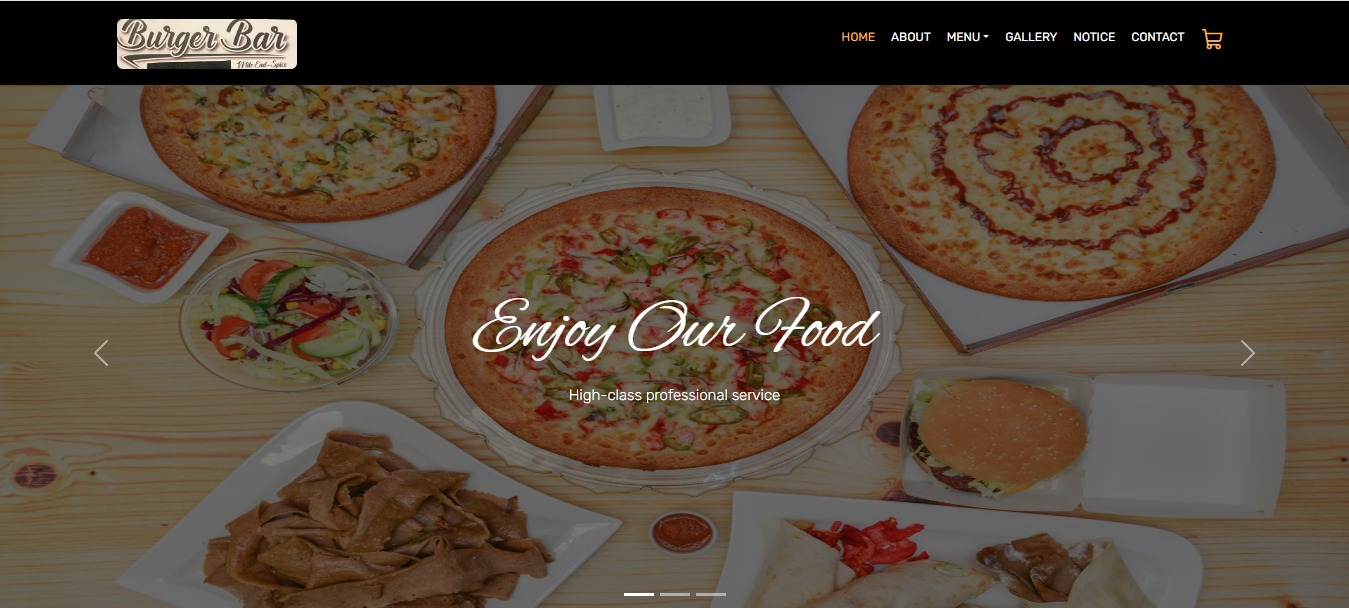 Burger Bar
Mile End-Spice
HOME ABOUT MENU GALLERY NOTICE CONTACT
Enjoy Our Food
High-class professional service